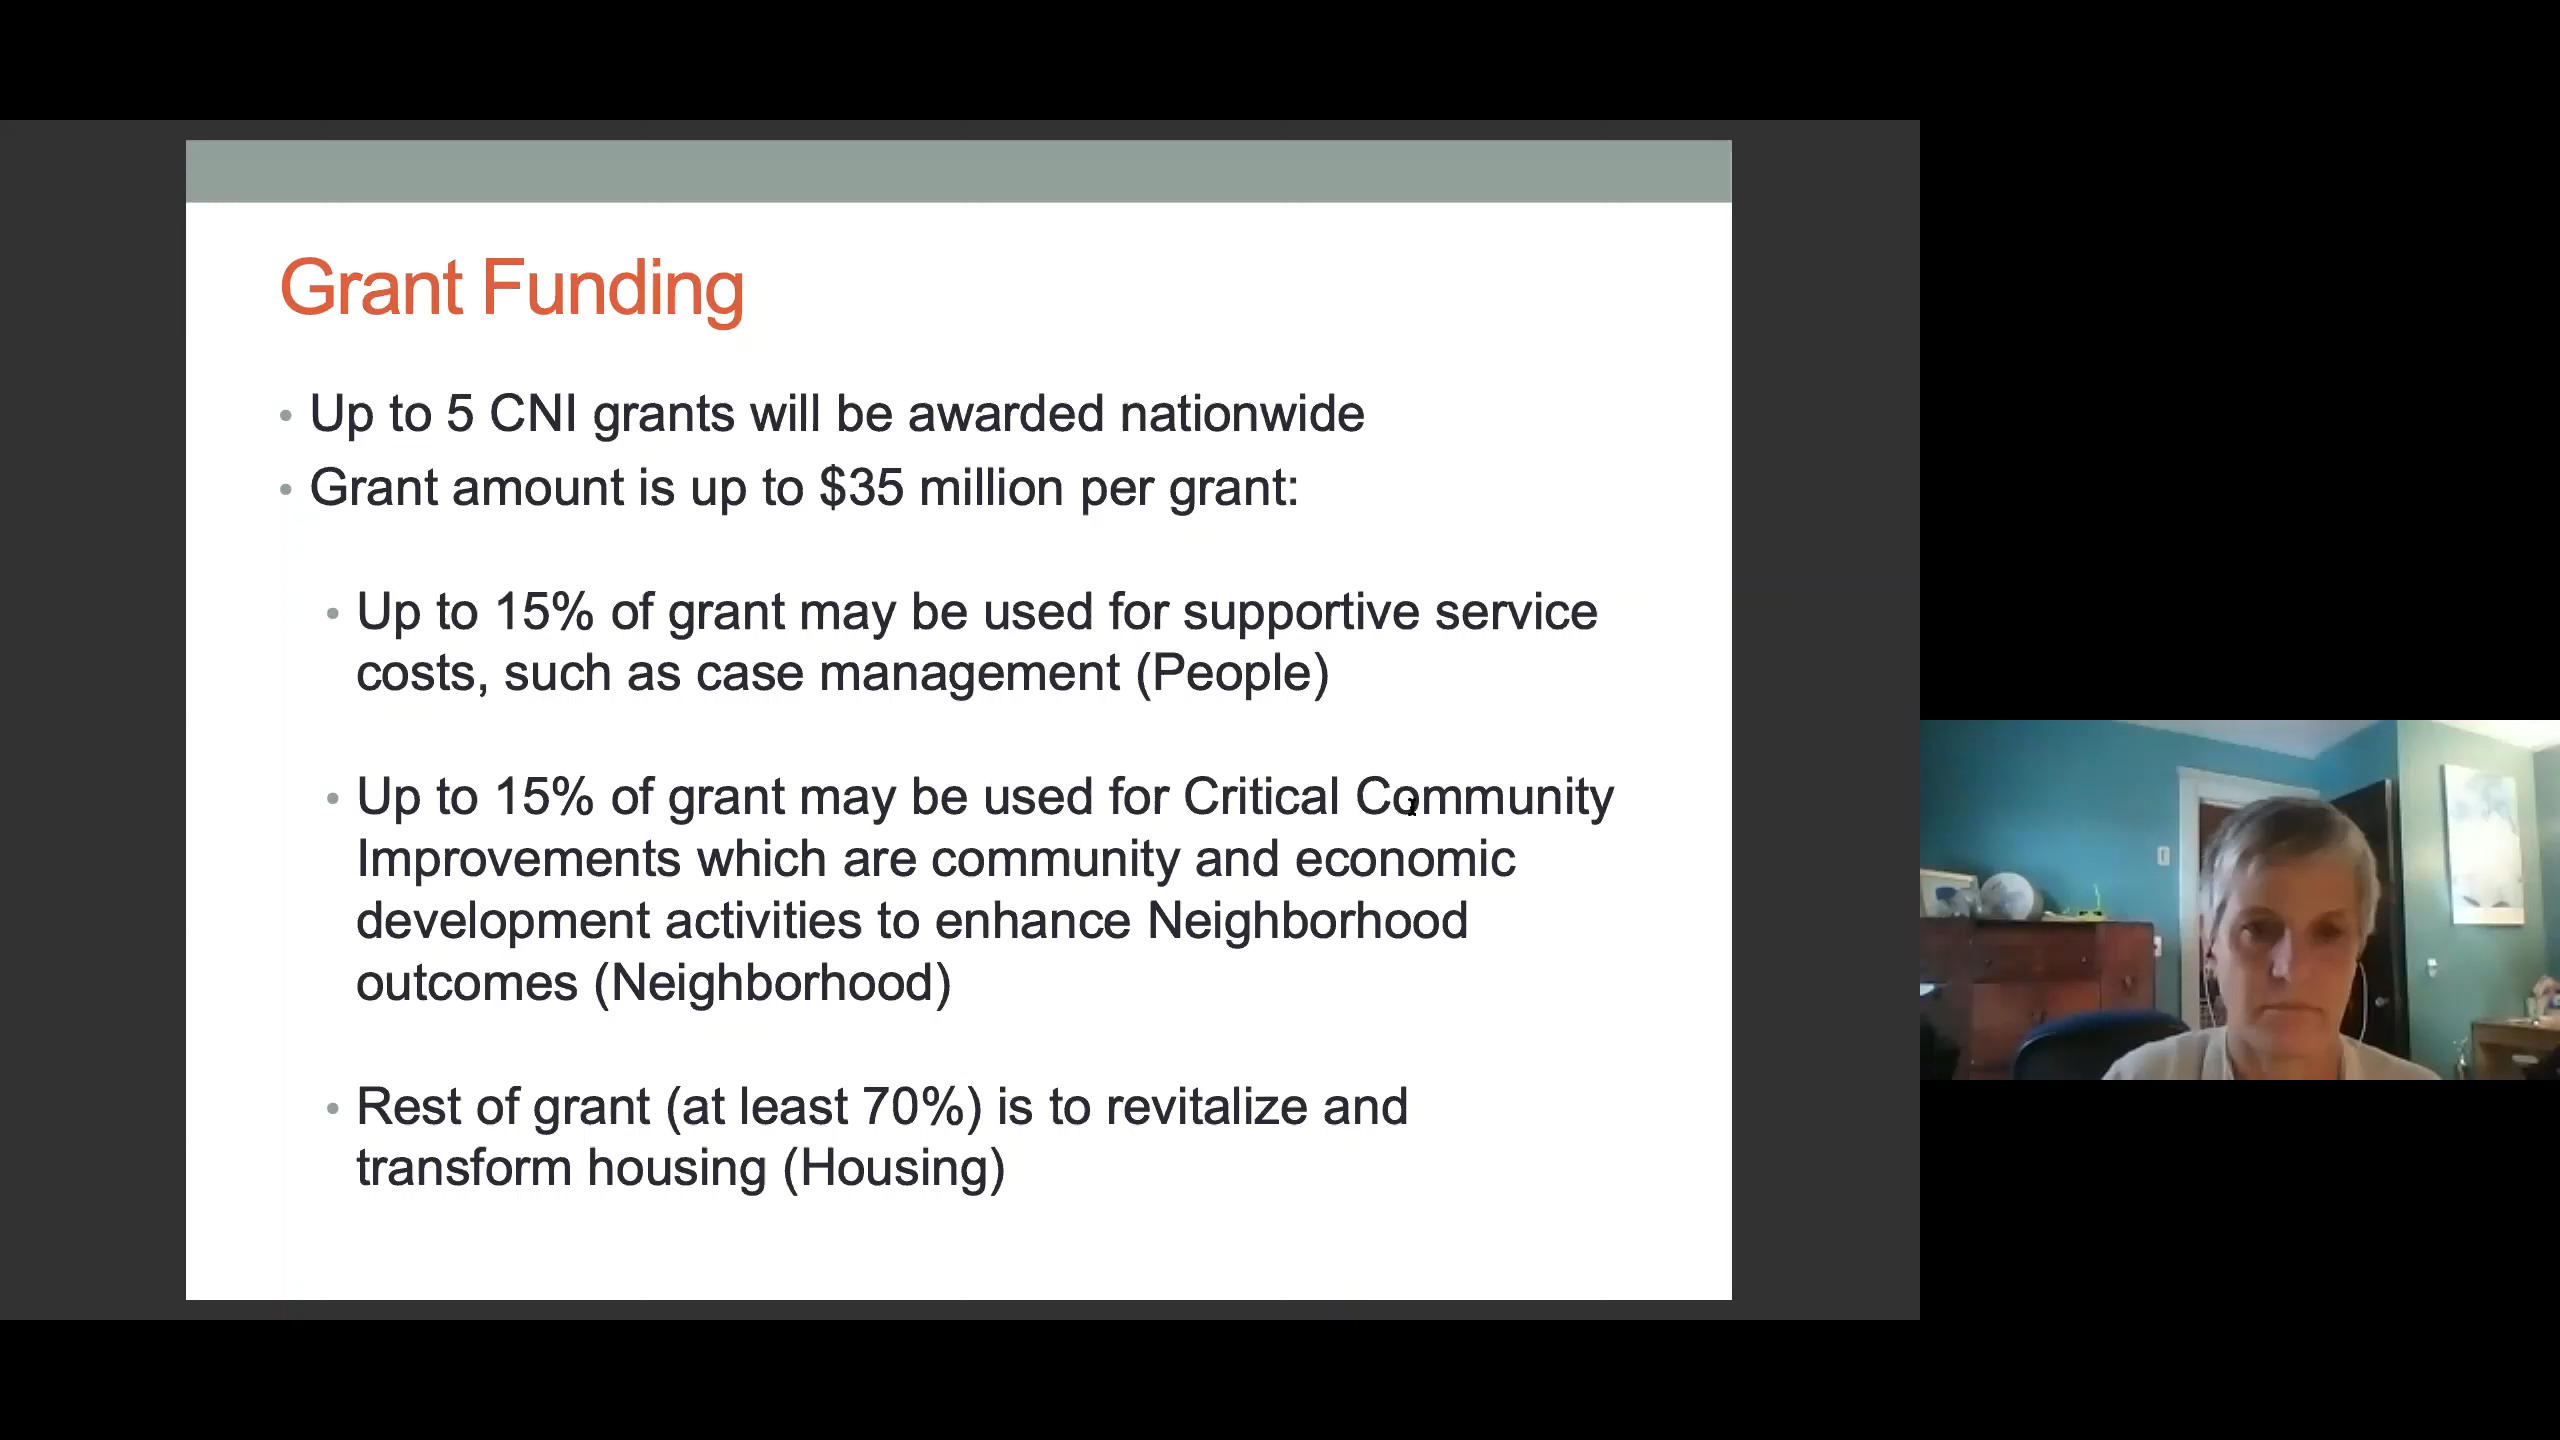 Grant Funding
• Up to 5 CNI grants will be awarded nationwide
• Grant amount is up to $35 million per grant:
• Up to 15% of grant may be used for supportive service
costs, such as case management (People)
• Up to 15% of grant may be used for Critical Community
Improvements which are community and economic
development activities to enhance Neighborhood
outcomes (Neighborhood)
• Rest of grant (at least 70%) is to revitalize and
transform housing (Housing)